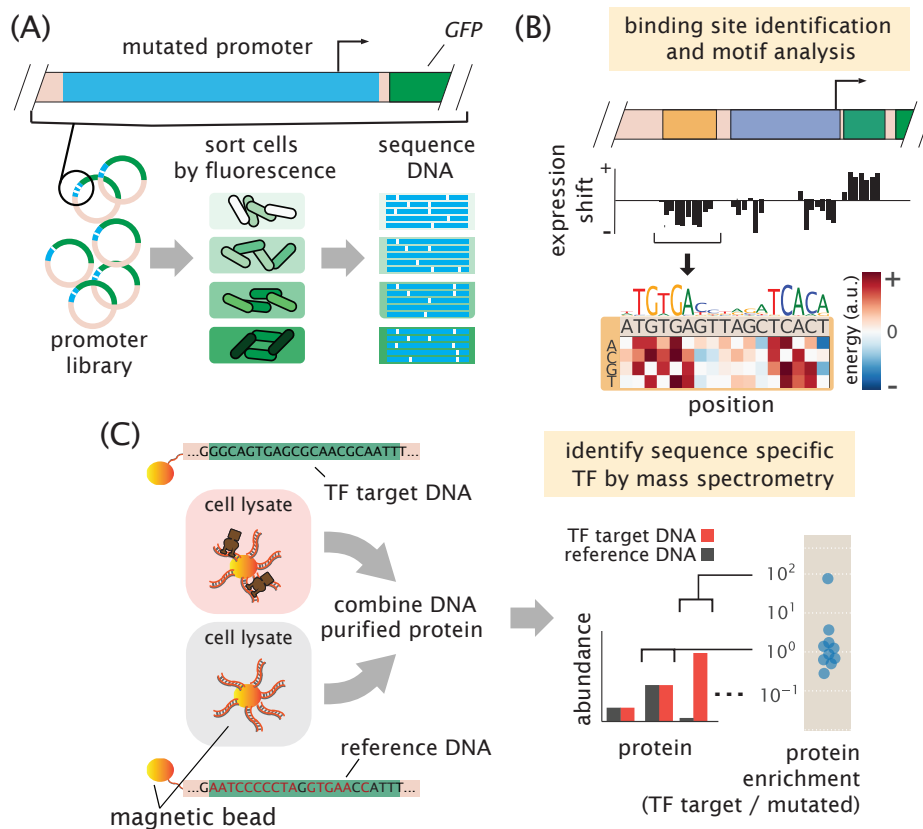 (A)
GFP
mutated promoter
sort cells
by fluorescence
sequence
DNA
promoter
library
(B)
binding site identification
and motif analysis
+
expression
shift
-
TGTGA
TCACA
ATGTGAGTTAGCTCACT
A
C
G
T
position
+
0
-
energy (a.u.)
(C)
...GGGCAGTGAGCGCAACGCAATTT...
TF target DNA
cell lysate
cell lysate
combine DNA
purified protein
reference DNA
...GAATCCCCCTAGGTGAACCATTT...
magnetic bead
identify sequence specific
TF by mass spectrometry
TF target DNA
reference DNA
abundance
protein
...
10²
10¹
10⁰
10⁻¹
protein
enrichment
(TF target / mutated)